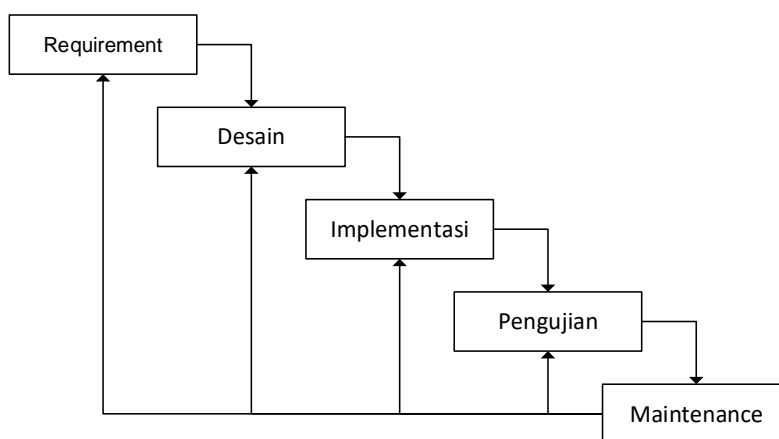 Requirement
Desain
Implementasi
Pengujian
Maintenance